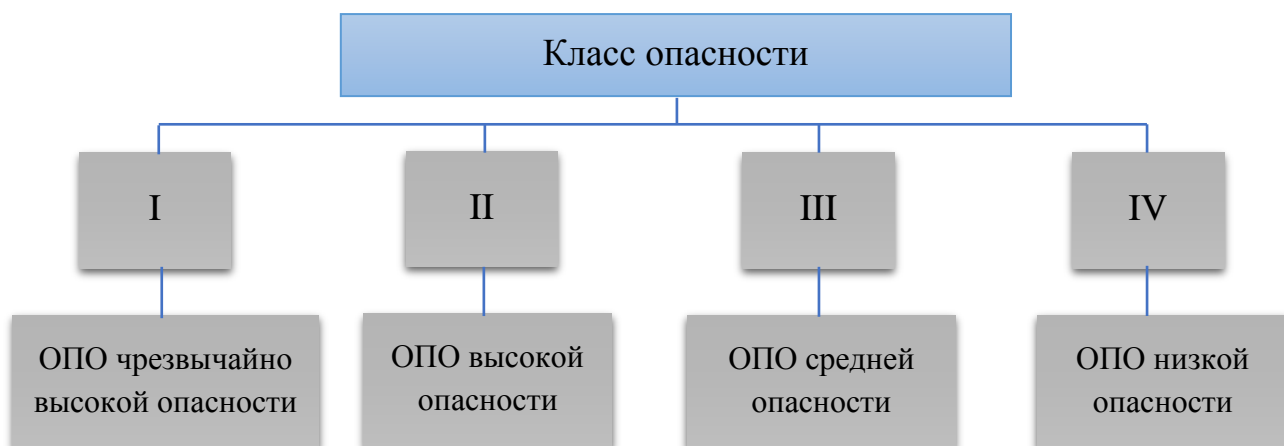 Класс опасности
I
II
III
IV
ОПО чрезвычайно
высокой опасности
ОПО высокой
опасности
ОПО средней
опасности
ОПО низкой
опасности